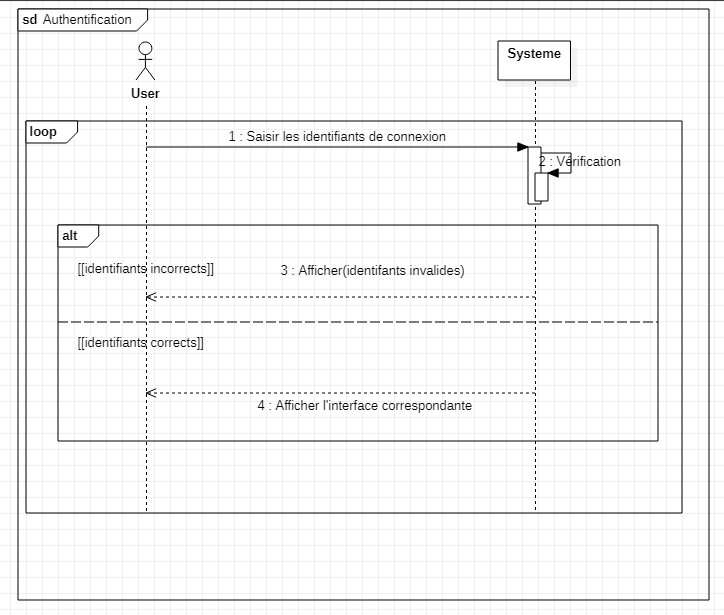 sd Authentification
Systeme
User
loop
1 : Saisir les identifiants de connexion
2 : Vérification
alt
[[identifiants incorrects]]
3 : Afficher(identifants invalides)
[[identifiants corrects]]
4 : Afficher l'interface correspondante